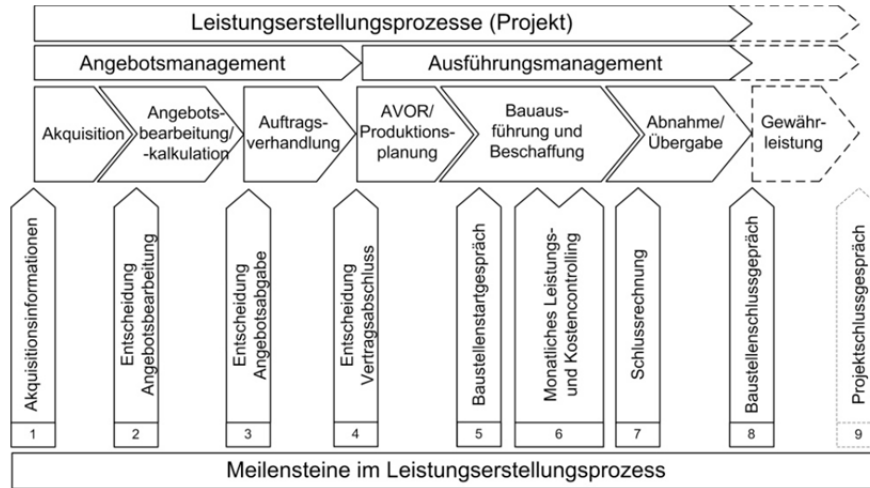 Leistungserstellungsprozesse (Projekt)
Angebotsmanagement
Ausführungsmanagement
Akquisition
Angebots-
bearbeitung/
-kalkulation
Auftrags-
verhandlung
AVOR/
Produktions-
planung
Bauaus-
führung und
Beschaffung
Abnahme/
Übergabe
Gewähr-
leistung
Akquisitionsinformationen
Entscheidung
Angebotsbearbeitung
Entscheidung
Angebotsabgabe
Entscheidung
Vertragsabschluss
Baustellenstartgespräch
Monatliches Leistungs-
und Kostencontrolling
Schlussrechnung
Baustellenschlussgepräch
Projektschlussgespräch
1
2
3
4
5
6
7
8
9
Meilensteine im Leistungserstellungsprozess